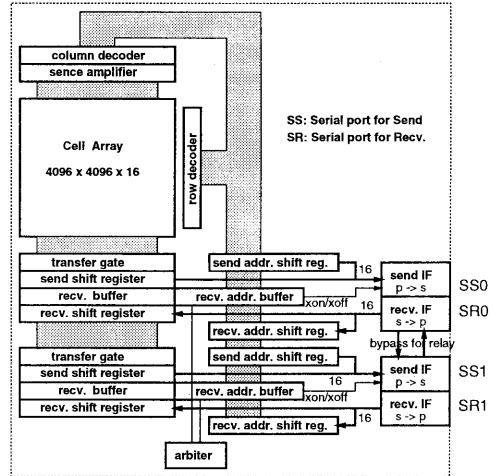 column decoder
sence amplifier
Cell Array
4096 x 4096 x 16
row decoder
SS: Serial port for Send
SR: Serial port for Recv.
transfer gate
send shift register
recv. buffer
recv. shift register
send addr. shift reg.
16
recv. addr buffer
xon/xoff
16
recv. addr. shift reg.
send IF
p -> s
SS0
recv. IF
s -> p
SR0
bypass for relay
transfer gate
send shift register
recv. buffer
recv. shift register
send addr. shift reg.
16
recv. addr buffer
xon/xoff
16
recv. addr. shift reg.
send IF
p -> s
SS1
recv. IF
s -> p
SR1
arbiter